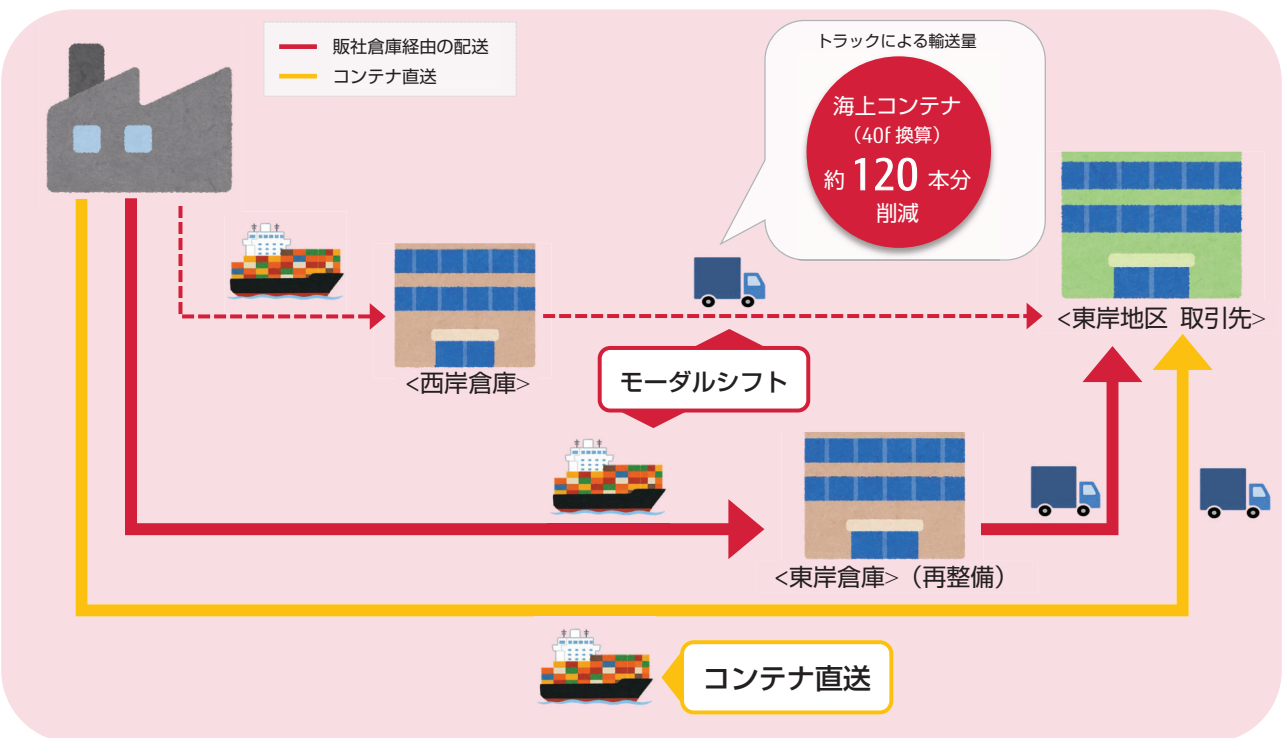 販社倉庫経由の配送
コンテナ直送
トラックによる輸送量
海上コンテナ
（40f 換算）
約 120 本分
削減
<東岸地区 取引先>
<西岸倉庫>
モーダルシフト
<東岸倉庫>（再整備）
コンテナ直送